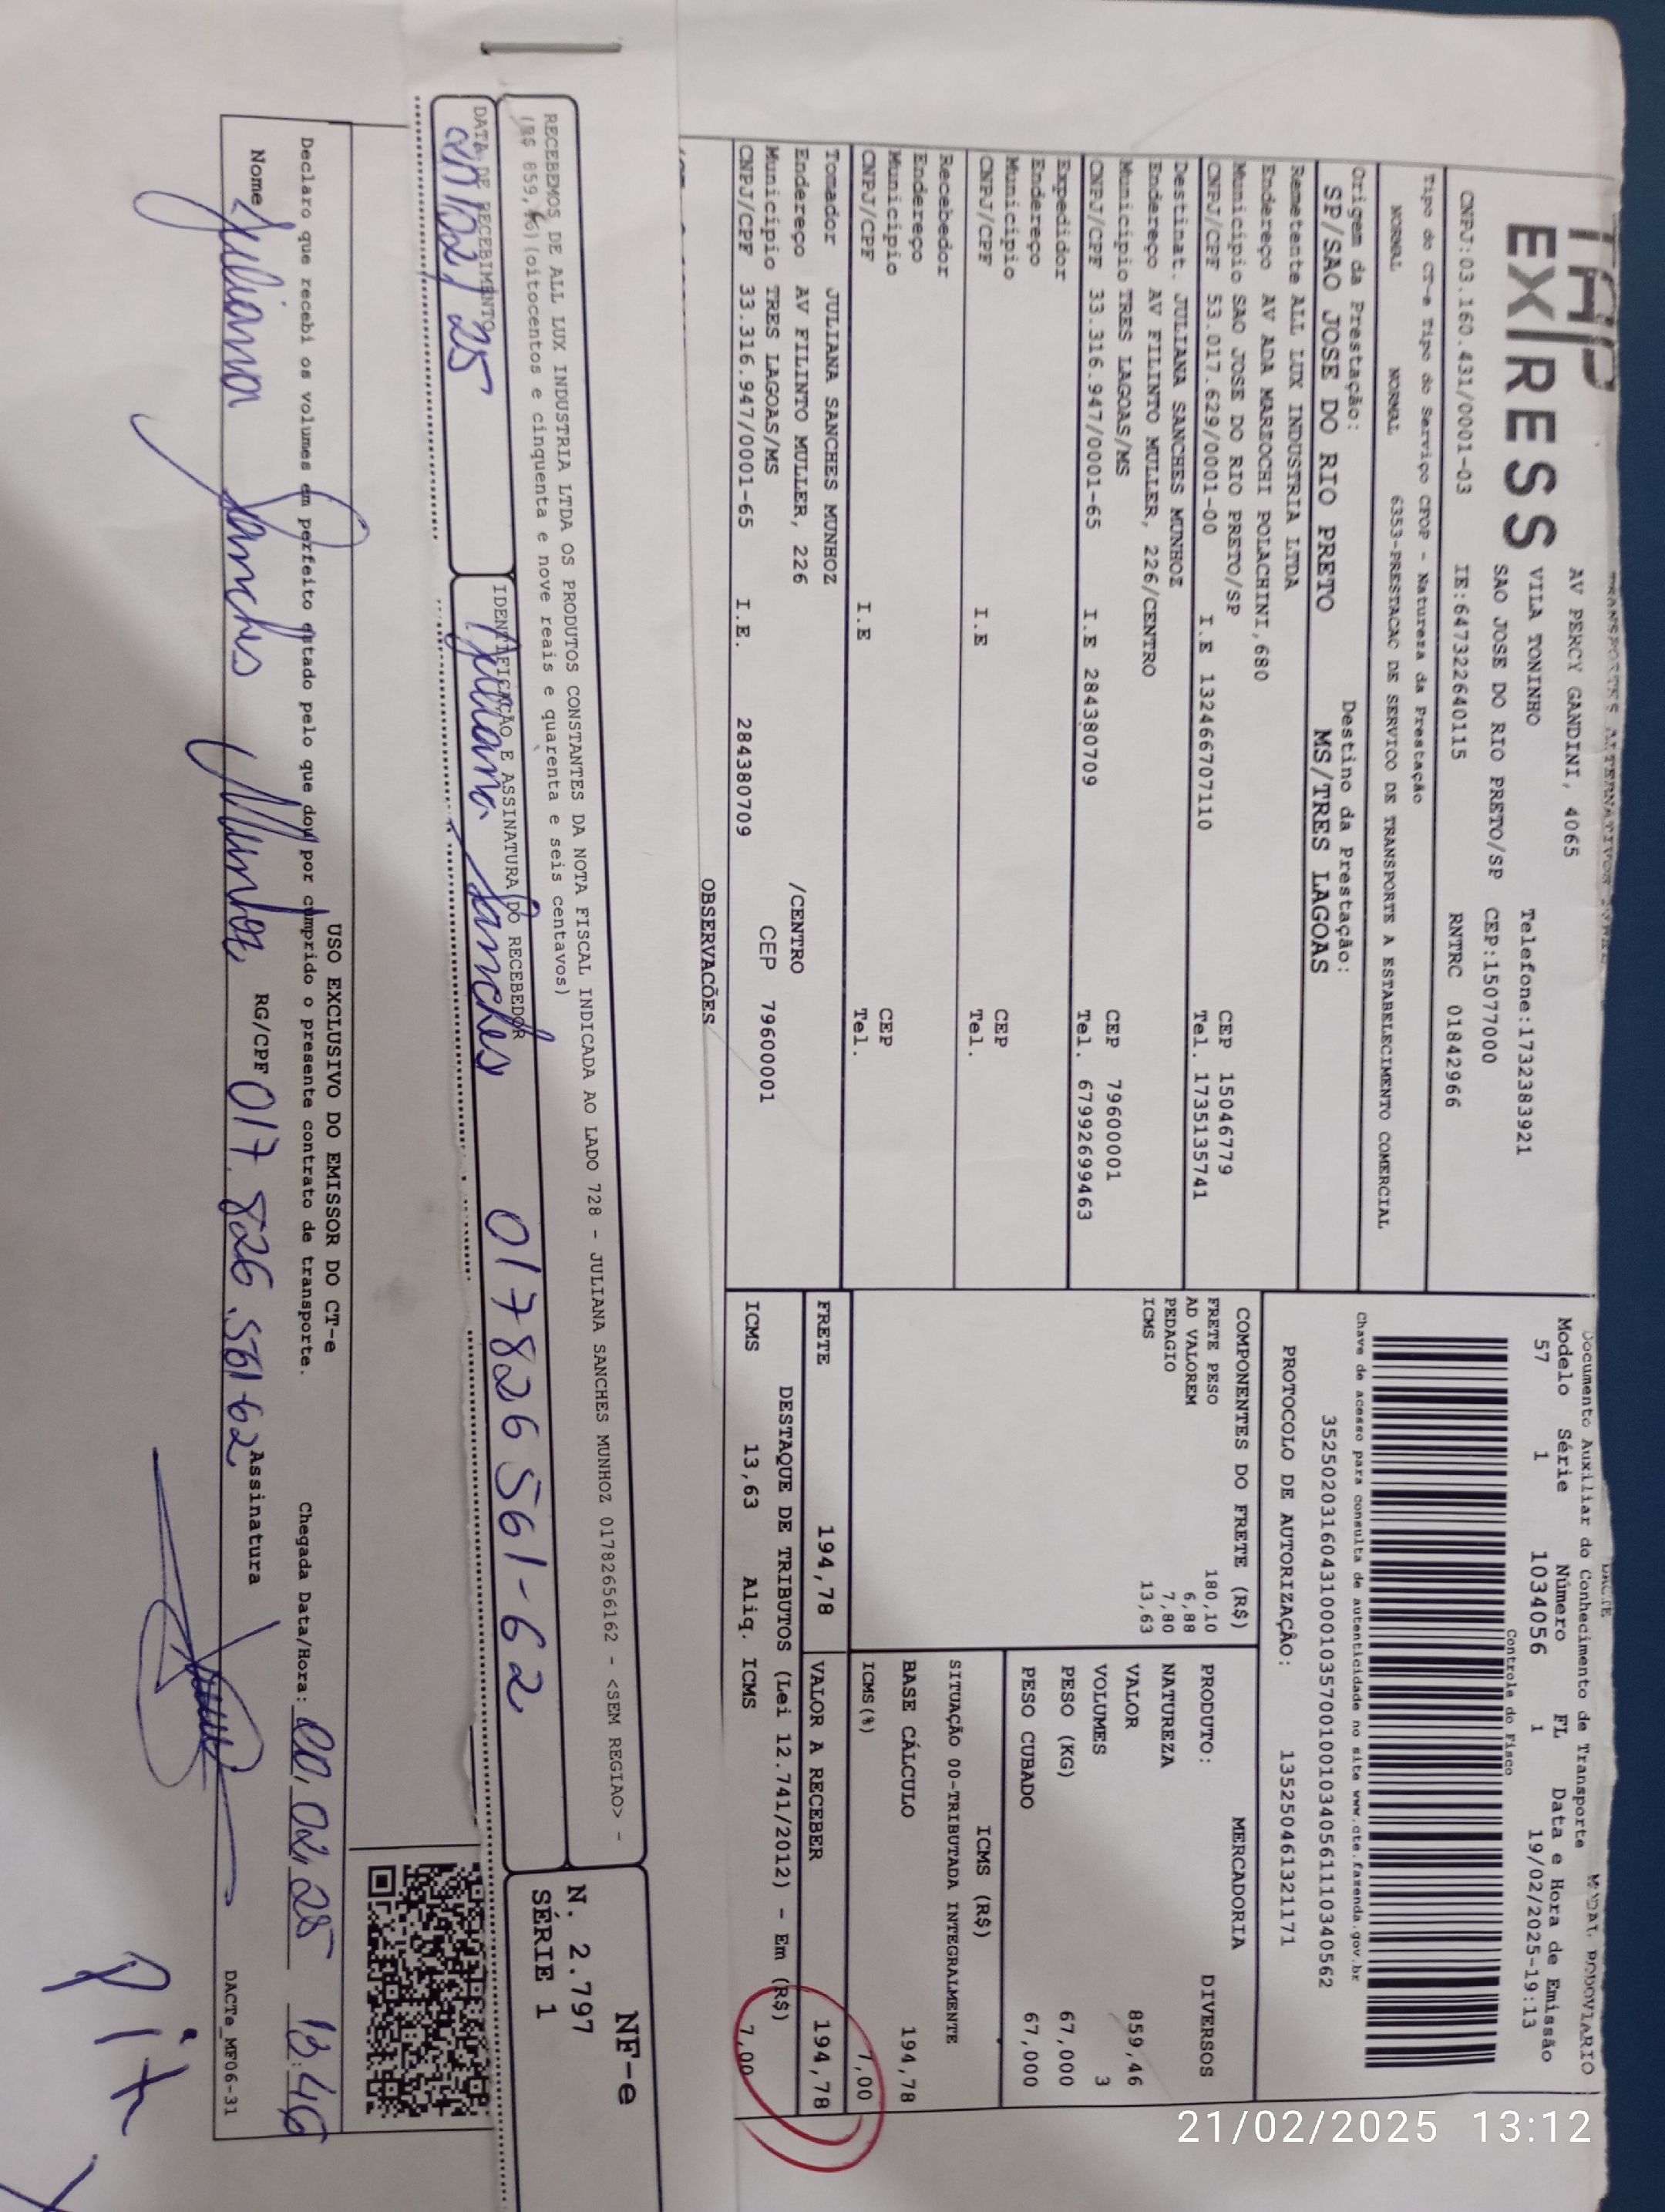 TRANSPORTES ALTERNATIVOS
TAP
EXPRESS
AV PERCY GANDINI, 4065
VILA TONINHO
Telefone:1732383921
SAO JOSE DO RIO PRETO/SP CEP:15077000
CNPJ:03.160.431/0001-03 IE:647322640115 RNTRC 01842966
DACTE
Documento Auxiliar do Conhecimento de Transporte MODAL RODOVIARIO
Modelo Série Número FL Data e Hora de Emissão
57 1 1034056 1 19/02/2025-19:13
Controle do Fisco
Tipo do CT-e Tipo do Serviço CFOP - Natureza da Prestação
NORMAL NORMAL 6353-PRESTACAO DE SERVICO DE TRANSPORTE A ESTABELECIMENTO COMERCIAL
Chave de acesso para consulta de autenticidade no site www.cte.fazenda.gov.br
35250203160431000103570010010340561110340562
Origem da Prestação: Destino da Prestação:
SP/SAO JOSE DO RIO PRETO MS/TRES LAGOAS
PROTOCOLO DE AUTORIZAÇÃO: 135250461321171
Remetente ALL LUX INDUSTRIA LTDA
Endereço AV ADA MARZOCHI POLACHINI,680
Município SAO JOSE DO RIO PRETO/SP CEP 15046779
CNPJ/CPF 53.017.629/0001-00 I.E 132466707110 Tel. 1735135741
Destinat. JULIANA SANCHES MUNHOZ
Endereço AV FILINTO MULLER, 226/CENTRO
Município TRES LAGOAS/MS CEP 79600001
CNPJ/CPF 33.316.947/0001-65 I.E 284380709 Tel. 67992699463
Expedidor
Endereço
Município CEP
CNPJ/CPF I.E Tel.
Recebedor
Endereço
Município CEP
CNPJ/CPF I.E Tel.
Tomador JULIANA SANCHES MUNHOZ
Endereço AV FILINTO MULLER, 226 /CENTRO
Município TRES LAGOAS/MS CEP 79600001
CNPJ/CPF 33.316.947/0001-65 I.E. 284380709
COMPONENTES DO FRETE (R$)
FRETE PESO 180,10
AD VALOREM 6,88
PEDAGIO 7,80
ICMS 13,63
MERCADORIA
PRODUTO: DIVERSOS
NATUREZA
VALOR 859,46
VOLUMES 3
PESO (KG) 67,000
PESO CUBADO 67,000
ICMS (R$)
SITUAÇÃO 00-TRIBUTADA INTEGRALMENTE
BASE CÁLCULO 194,78
ICMS(%) 7,00
FRETE 194,78 VALOR A RECEBER 194,78
DESTAQUE DE TRIBUTOS (Lei 12.741/2012) - Em (R$)
ICMS 13,63 Aliq. ICMS 7,00
OBSERVAÇÕES
RECEBEMOS DE ALL LUX INDUSTRIA LTDA OS PRODUTOS CONSTANTES DA NOTA FISCAL INDICADA AO LADO 728 - JULIANA SANCHES MUNHOZ 01782656162 - <SEM REGIAO> -
(R$ 859,46)(oitocentos e cinquenta e nove reais e quarenta e seis centavos)
NF-e
N. 2.797
SÉRIE 1
DATA DE RECEBIMENTO
IDENTIFICAÇÃO E ASSINATURA DO RECEBEDOR
Juliana Sanches 017826561-62
USO EXCLUSIVO DO EMISSOR DO CT-e
Declaro que recebi os volumes em perfeito estado pelo que dou por cumprido o presente contrato de transporte.
Chegada Data/Hora: 20,02,25 13:46
Nome Juliana Sanches Munhoz RG/CPF 017.826.561-62 Assinatura
DACTe_MF06-31
21/02/2025 13:12